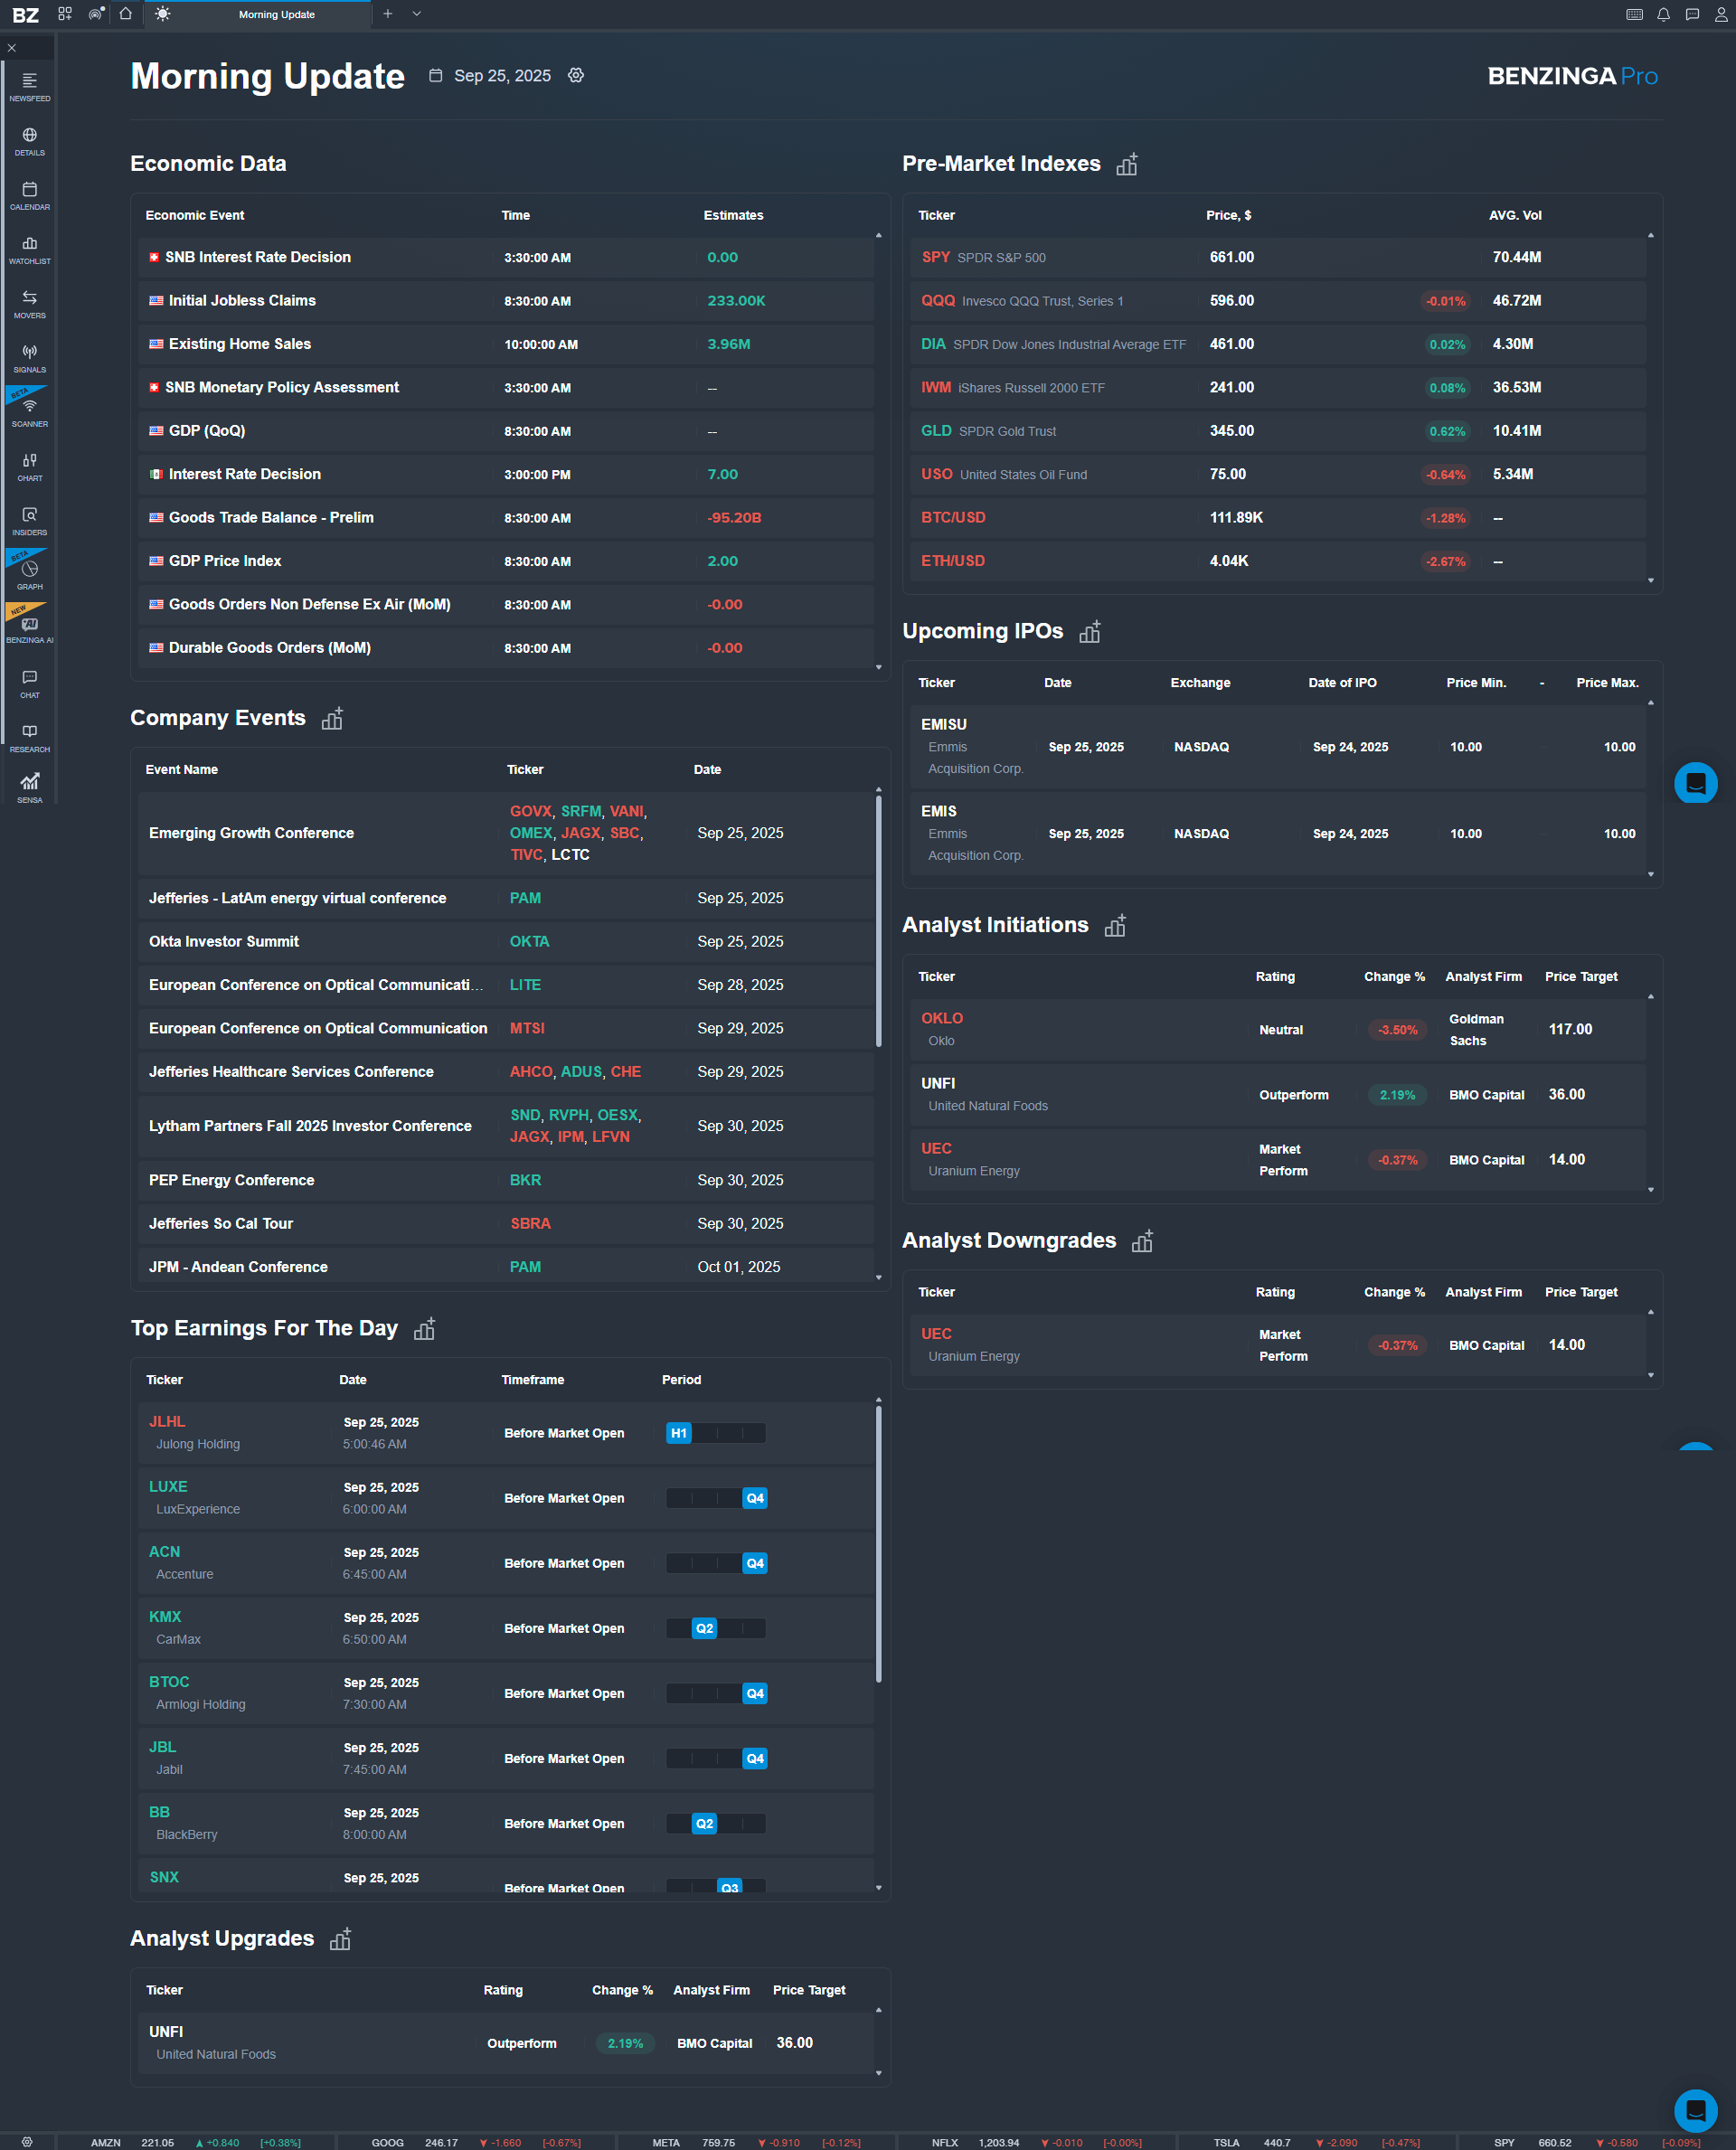 BZ
Morning Update
NEWSFEED
DETAILS
CALENDAR
WATCHLIST
MOVERS
SIGNALS
BETA
SCANNER
CHART
INSIDERS
BETA
GRAPH
NEW
AI
BENZINGA AI
CHAT
RESEARCH
SENSA
Morning Update Sep 25, 2025
BENZINGA Pro
Economic Data
Economic Event Time Estimates
SNB Interest Rate Decision 3:30:00 AM 0.00
Initial Jobless Claims 8:30:00 AM 233.00K
Existing Home Sales 10:00:00 AM 3.96M
SNB Monetary Policy Assessment 3:30:00 AM --
GDP (QoQ) 8:30:00 AM --
Interest Rate Decision 3:00:00 PM 7.00
Goods Trade Balance - Prelim 8:30:00 AM -95.20B
GDP Price Index 8:30:00 AM 2.00
Goods Orders Non Defense Ex Air (MoM) 8:30:00 AM -0.00
Durable Goods Orders (MoM) 8:30:00 AM -0.00
Company Events
Event Name Ticker Date
Emerging Growth Conference GOVX, SRFM, VANI, Sep 25, 2025
OMEX, JAGX, SBC,
TIVC, LCTC
Jefferies - LatAm energy virtual conference PAM Sep 25, 2025
Okta Investor Summit OKTA Sep 25, 2025
European Conference on Optical Communicati... LITE Sep 28, 2025
European Conference on Optical Communication MTSI Sep 29, 2025
Jefferies Healthcare Services Conference AHCO, ADUS, CHE Sep 29, 2025
Lytham Partners Fall 2025 Investor Conference SND, RVPH, OESX, Sep 30, 2025
JAGX, IPM, LFVN
PEP Energy Conference BKR Sep 30, 2025
Jefferies So Cal Tour SBRA Sep 30, 2025
JPM - Andean Conference PAM Oct 01, 2025
Top Earnings For The Day
Ticker Date Timeframe Period
JLHL Sep 25, 2025 Before Market Open H1
Julong Holding 5:00:46 AM
LUXE Sep 25, 2025 Before Market Open Q4
LuxExperience 6:00:00 AM
ACN Sep 25, 2025 Before Market Open Q4
Accenture 6:45:00 AM
KMX Sep 25, 2025 Before Market Open Q2
CarMax 6:50:00 AM
BTOC Sep 25, 2025 Before Market Open Q4
Armlogi Holding 7:30:00 AM
JBL Sep 25, 2025 Before Market Open Q4
Jabil 7:45:00 AM
BB Sep 25, 2025 Before Market Open Q2
BlackBerry 8:00:00 AM
SNX Sep 25, 2025 Before Market Open Q3
Analyst Upgrades
Ticker Rating Change % Analyst Firm Price Target
UNFI Outperform 2.19% BMO Capital 36.00
United Natural Foods
Pre-Market Indexes
Ticker Price, $ AVG. Vol
SPY SPDR S&P 500 661.00 70.44M
QQQ Invesco QQQ Trust, Series 1 596.00 -0.01% 46.72M
DIA SPDR Dow Jones Industrial Average ETF 461.00 0.02% 4.30M
IWM iShares Russell 2000 ETF 241.00 0.08% 36.53M
GLD SPDR Gold Trust 345.00 0.62% 10.41M
USO United States Oil Fund 75.00 -0.64% 5.34M
BTC/USD 111.89K -1.28% --
ETH/USD 4.04K -2.67% --
Upcoming IPOs
Ticker Date Exchange Date of IPO Price Min. - Price Max.
EMISU Sep 25, 2025 NASDAQ Sep 24, 2025 10.00 10.00
Emmis
Acquisition Corp.
EMIS Sep 25, 2025 NASDAQ Sep 24, 2025 10.00 10.00
Emmis
Acquisition Corp.
Analyst Initiations
Ticker Rating Change % Analyst Firm Price Target
OKLO Neutral -3.50% Goldman Sachs 117.00
Oklo
UNFI Outperform 2.19% BMO Capital 36.00
United Natural Foods
UEC Market Perform -0.37% BMO Capital 14.00
Uranium Energy
Analyst Downgrades
Ticker Rating Change % Analyst Firm Price Target
UEC Market Perform -0.37% BMO Capital 14.00
Uranium Energy
AMZN 221.05 +0.840 [+0.38%] GOOG 246.17 -1.660 [-0.67%] META 759.75 -0.910 [-0.12%] NFLX 1,203.94 -0.010 [-0.00%] TSLA 440.7 -2.090 [-0.47%] SPY 660.52 -0.580 [-0.09%]